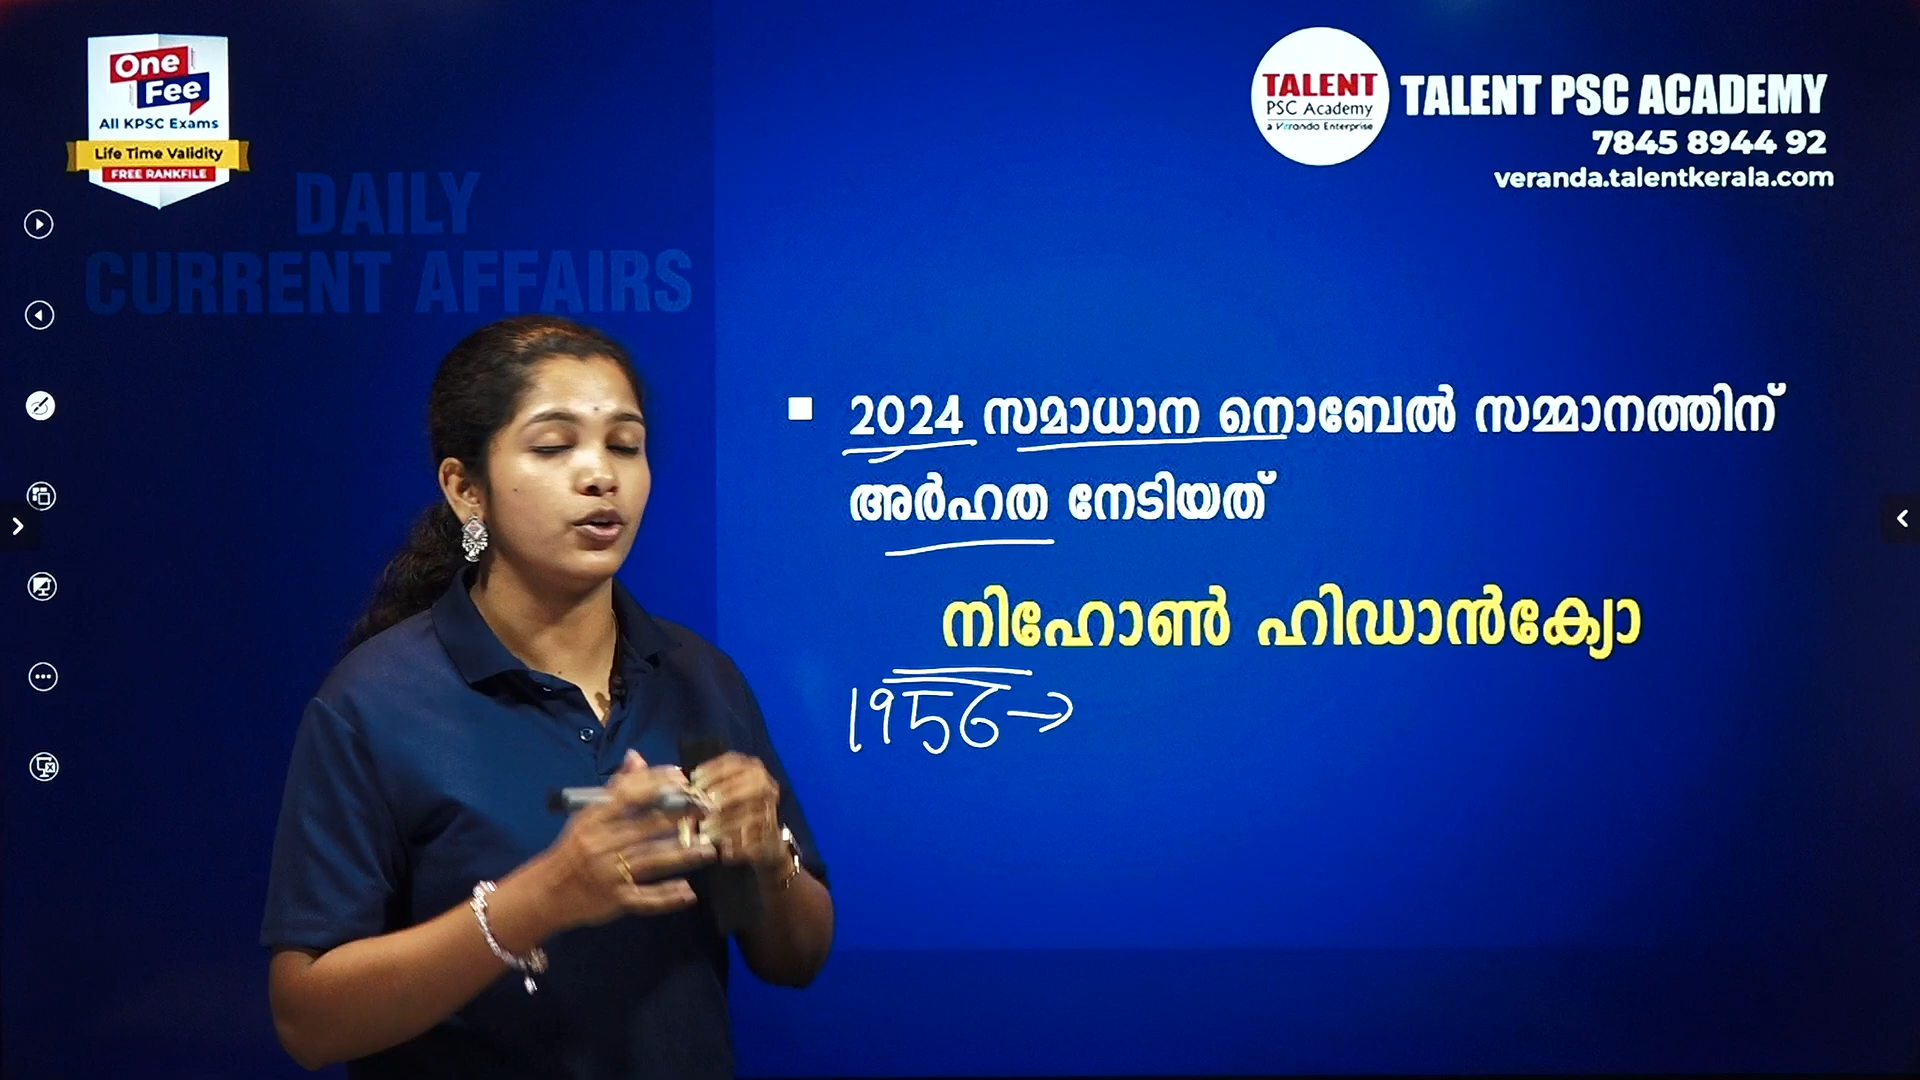 One
Fee
All KPSC Exams
Life Time Validity
FREE RANKFILE
TALENT
PSC Academy
a Veranda Enterprise
TALENT PSC ACADEMY
7845 8944 92
veranda.talentkerala.com
DAILY
CURRENT AFFAIRS
2024 സമാധാന നൊബേൽ സമ്മാനത്തിന്
അർഹത നേടിയത്
നിഹോൺ ഹിഡാൻക്യോ
1956→